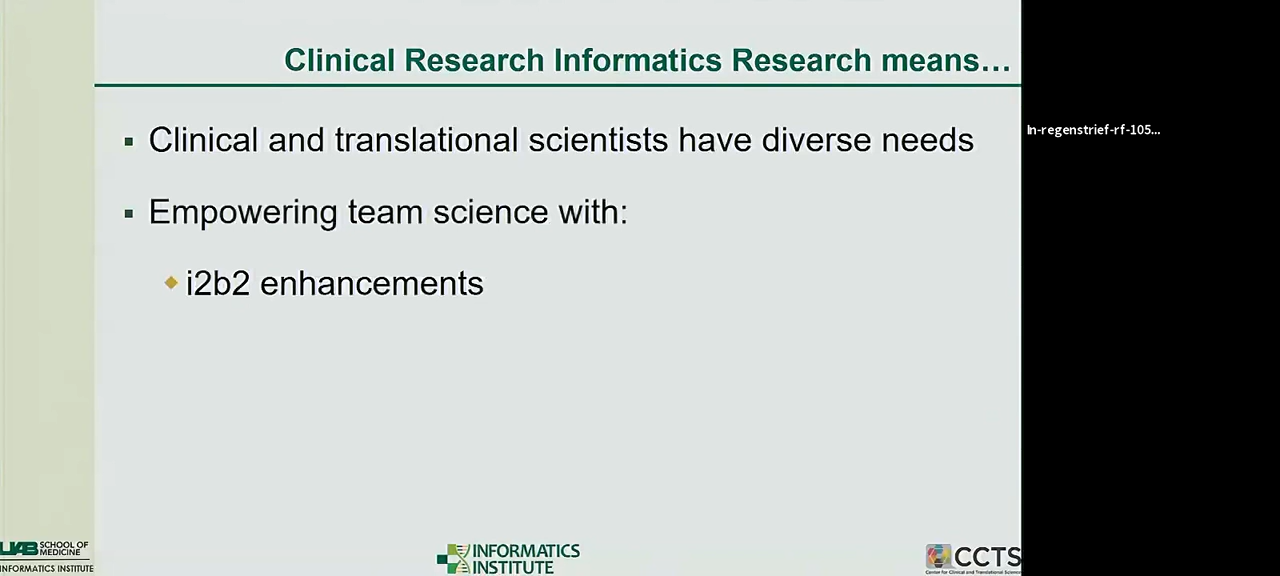 Clinical Research Informatics Research means…
Clinical and translational scientists have diverse needs
In-regenstrief-rf-105...
Empowering team science with:
i2b2 enhancements
UAB SCHOOL OF
MEDICINE
INFORMATICS INSTITUTE
INFORMATICS
INSTITUTE
CCTS
Center for Clinical and Translational Science